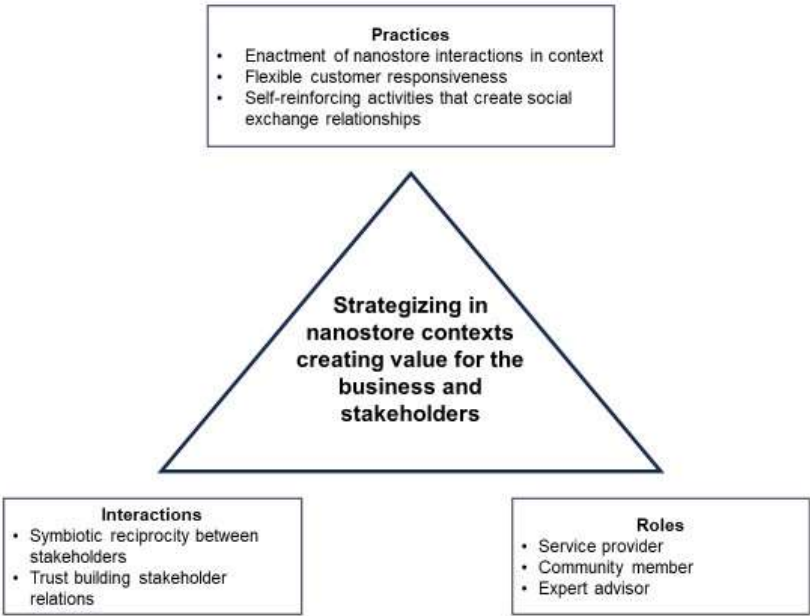 Practices
• Enactment of nanostore interactions in context
• Flexible customer responsiveness
• Self-reinforcing activities that create social
exchange relationships
Strategizing in
nanostore contexts
creating value for the
business and
stakeholders
Interactions
• Symbiotic reciprocity between
stakeholders
• Trust building stakeholder
relations
Roles
• Service provider
• Community member
• Expert advisor